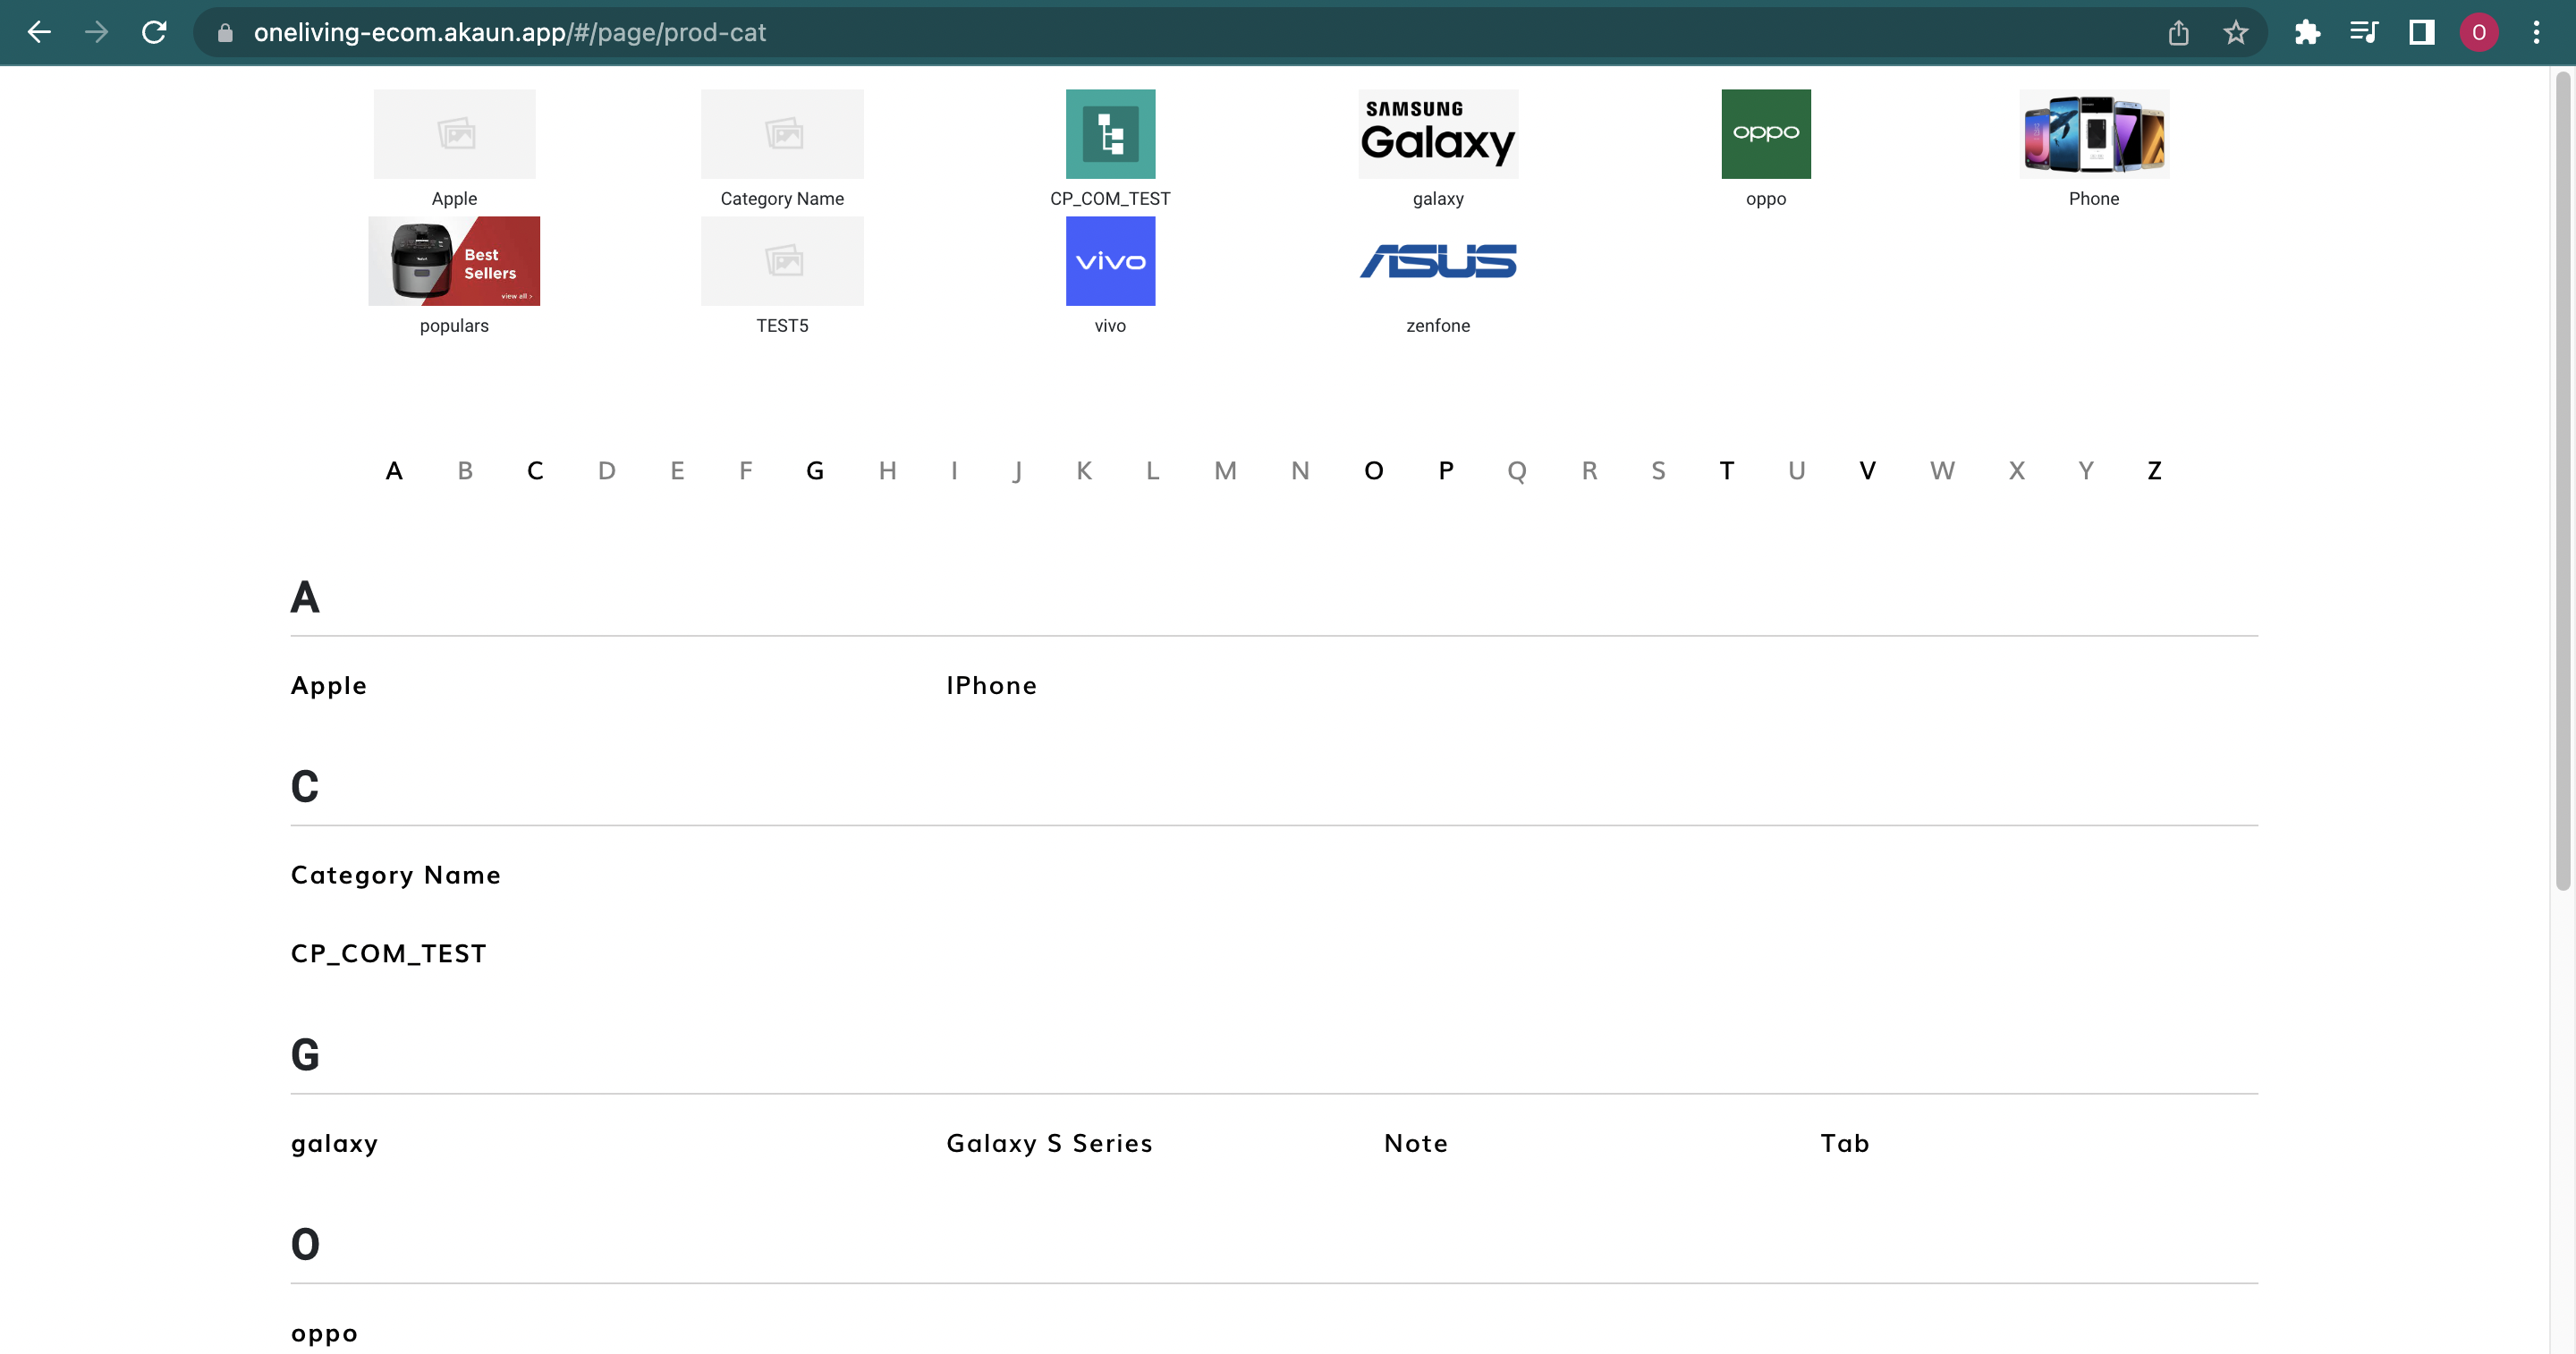 oneliving-ecom.akaun.app/#/page/prod-cat
O
SAMSUNG
Galaxy
oppo
Apple
Category Name
CP_COM_TEST
galaxy
oppo
Phone
Best
Sellers
view all >
vivo
ASUS
populars
TEST5
vivo
zenfone
A B C D E F G H I J K L M N O P Q R S T U V W X Y Z
A
Apple IPhone
C
Category Name
CP_COM_TEST
G
galaxy Galaxy S Series Note Tab
O
oppo